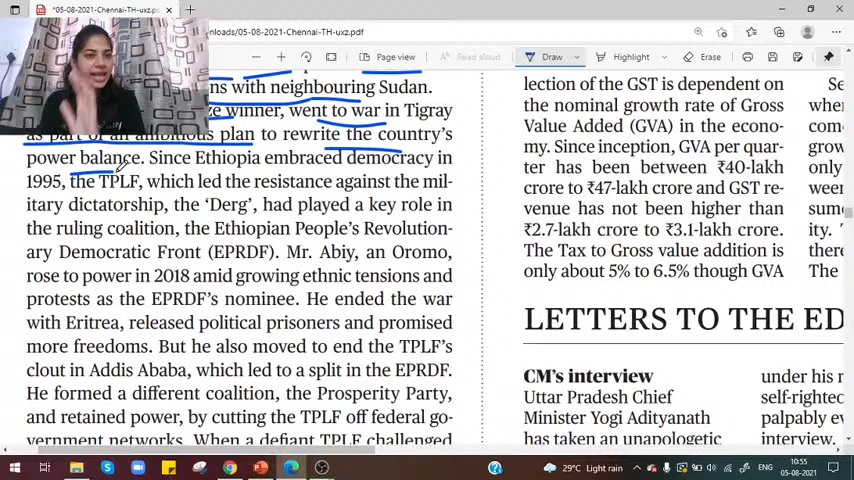 *05-08-2021-Chennai-TH-uxz.pdf
nloads/05-08-2021-Chennai-TH-uxz.pdf
Page view
Read aloud
Draw
Highlight
Erase
ns with neighbouring Sudan.
winner, went to war in Tigray
as part of an ambitious plan to rewrite the country's
power balance. Since Ethiopia embraced democracy in
1995, the TPLF, which led the resistance against the mil-
itary dictatorship, the 'Derg', had played a key role in
the ruling coalition, the Ethiopian People's Revolution-
ary Democratic Front (EPRDF). Mr. Abiy, an Oromo,
rose to power in 2018 amid growing ethnic tensions and
protests as the EPRDF's nominee. He ended the war
with Eritrea, released political prisoners and promised
more freedoms. But he also moved to end the TPLF's
clout in Addis Ababa, which led to a split in the EPRDF.
He formed a different coalition, the Prosperity Party,
and retained power, by cutting the TPLF off federal go-
vernment networks. When a defiant TPLF challenged
lection of the GST is dependent on
the nominal growth rate of Gross
Value Added (GVA) in the econo-
my. Since inception, GVA per quar-
ter has been between ₹40-lakh
crore to ₹47-lakh crore and GST re-
venue has not been higher than
₹2.7-lakh crore to ₹3.1-lakh crore.
The Tax to Gross value addition is
only about 5% to 6.5% though GVA
Se
when
com
grow
only
ween
sum
ity. T
there
The
LETTERS TO THE ED
CM's interview
Uttar Pradesh Chief
Minister Yogi Adityanath
has taken an unapologetic
under his r
self-righteo
palpably ev
interview.
29°C Light rain
ENG
10:55
05-08-2021